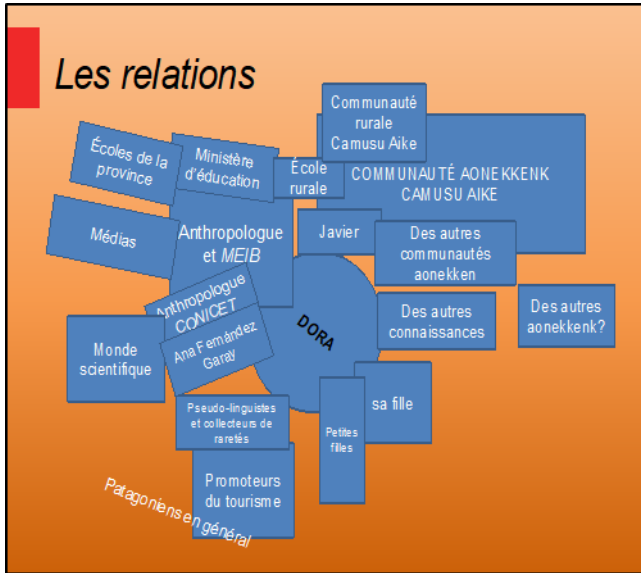 Les relations
Communauté
rurale
Camusu Aike
Écoles de la
province
Ministère
d'éducation
École
rurale
COMMUNAUTÉ AONEKKENK
CAMUSU AIKE
Médias
Anthropologue
et MEIB
Javier
Des autres
communautés
aonekken
Anthropologue
CONICET
Ana Fernández
Garay
DORA
Des autres
connaissances
Des autres
aonekkenk?
Monde
scientifique
sa fille
Petites
filles
Pseudo-linguistes
et collecteurs de
raretés
Promoteurs
du tourisme
Patagoniens en général